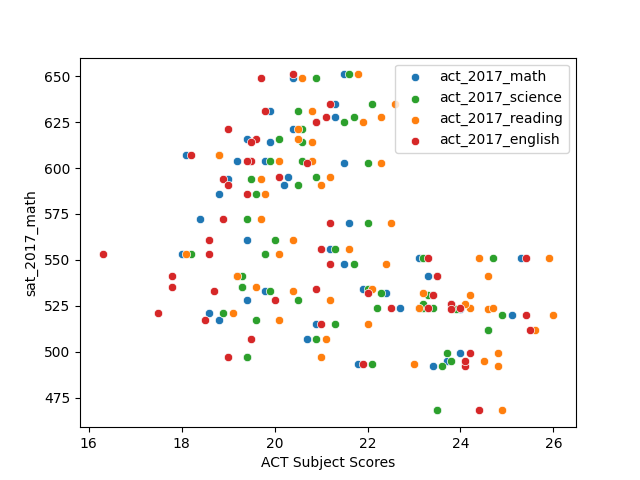 act_2017_math
act_2017_science
act_2017_reading
act_2017_english
650
625
600
575
550
525
500
475
sat_2017_math
16 18 20 22 24 26
ACT Subject Scores